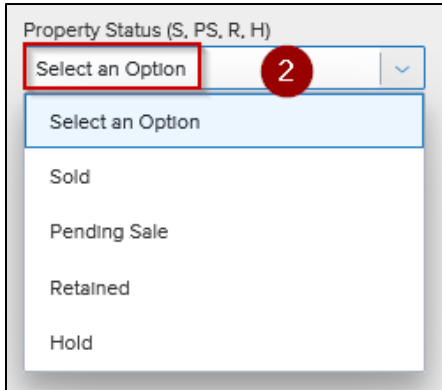 Property Status (S, PS, R, H)
Select an Option
2
Select an Option
Sold
Pending Sale
Retained
Hold